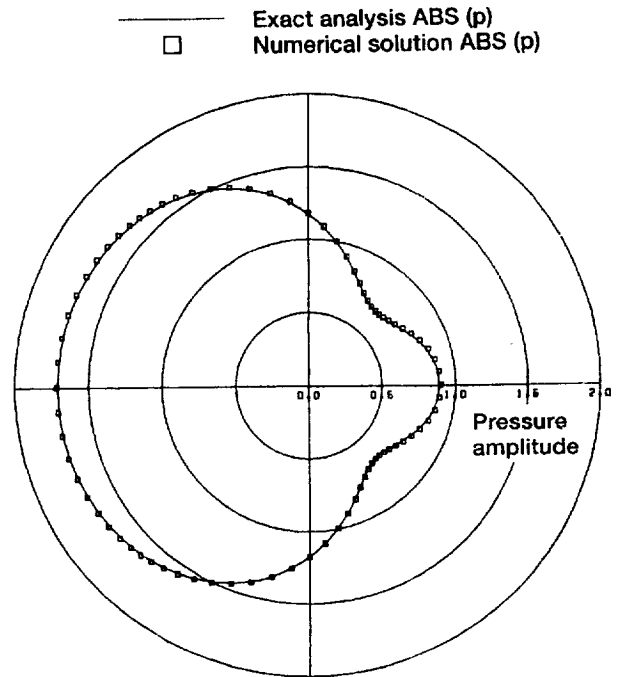 Exact analysis ABS (p)
Numerical solution ABS (p)
0.0 0.5 1.0 1.5 2.0
Pressure
amplitude